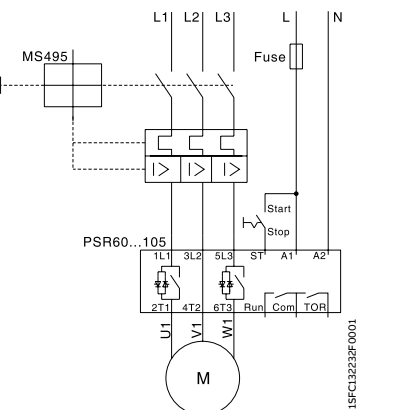 L1 L2 L3 L N
MS495
Fuse
I> I> I>
Start
Stop
PSR60...105
1L1 3L2 5L3 ST A1 A2
2T1 4T2 6T3 Run Com TOR
U1 V1 W1
M
1SFC132232F0001